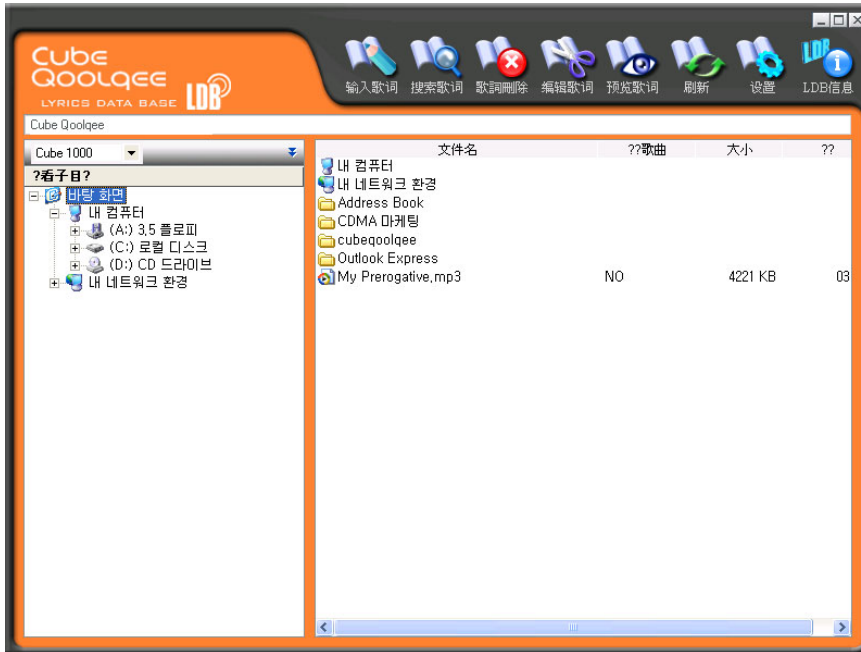 Cube
Qoolqee
LYRICS DATA BASE LDB
输入歌词 搜索歌词 歌詞刪除 编辑歌词 预览歌词 刷新 设置 LDB信息
Cube Qoolqee
Cube 1000
?看子目?
바탕 화면
내 컴퓨터
(A:) 3,5 플로피
(C:) 로컬 디스크
(D:) CD 드라이브
내 네트워크 환경
文件名 ??歌曲 大小 ??
내 컴퓨터
내 네트워크 환경
Address Book
CDMA 마케팅
cubeqoolqee
Outlook Express
My Prerogative,mp3 NO 4221 KB 03